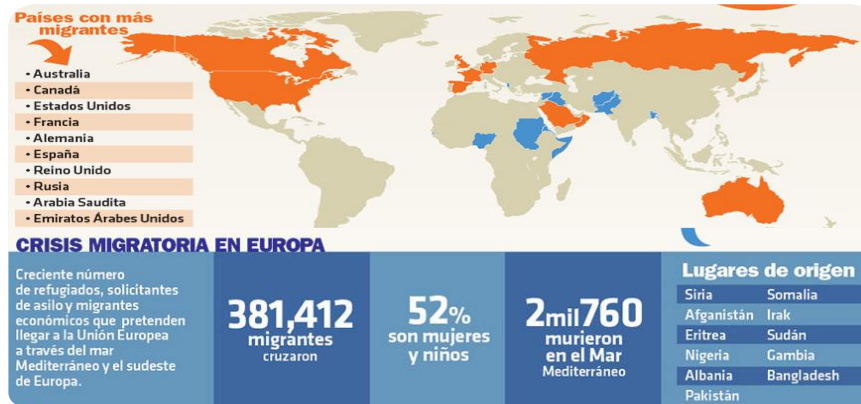 Países con más
migrantes
• Australia
• Canadá
• Estados Unidos
• Francia
• Alemania
• España
• Reino Unido
• Rusia
• Arabia Saudita
• Emiratos Árabes Unidos
CRISIS MIGRATORIA EN EUROPA
Creciente número
de refugiados, solicitantes
de asilo y migrantes
económicos que pretenden
llegar a la Unión Europea
a través del mar
Mediterráneo y el sudeste
de Europa.
381,412
migrantes
cruzaron
52%
son mujeres
y niños
2mil760
murieron
en el Mar
Mediterráneo
Lugares de origen
Siria Somalia
Afganistán Irak
Eritrea Sudán
Nigeria Gambia
Albania Bangladesh
Pakistán